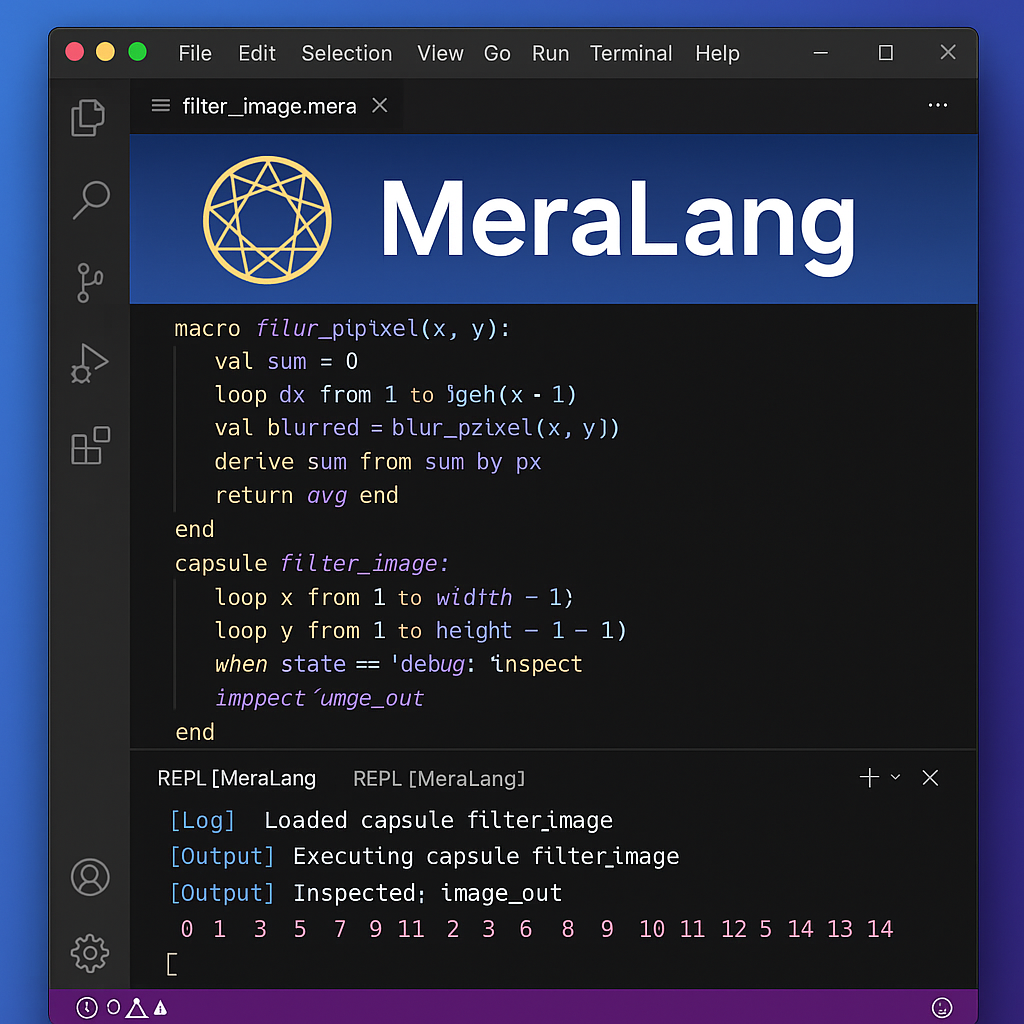 File Edit Selection View Go Run Terminal Help
filter_image.mera
MeraLang
macro filur_pipixel(x, y):
val sum = 0
loop dx from 1 to geh(x - 1)
val blurred = blur_pzixel(x, y])
derive sum from sum by px
return avg end
end
capsule filter_image:
loop x from 1 to width – 1)
loop y from 1 to height – 1 – 1)
when state == 'debug: 'inspect
imppect ´umge_out
end
REPL [MeraLang REPL [MeraLang]
[Log] Loaded capsule filter_image
[Output] Executing capsule filter_image
[Output] Inspected: image_out
0 1 3 5 7 9 11 2 3 6 8 9 10 11 12 5 14 13 14
[